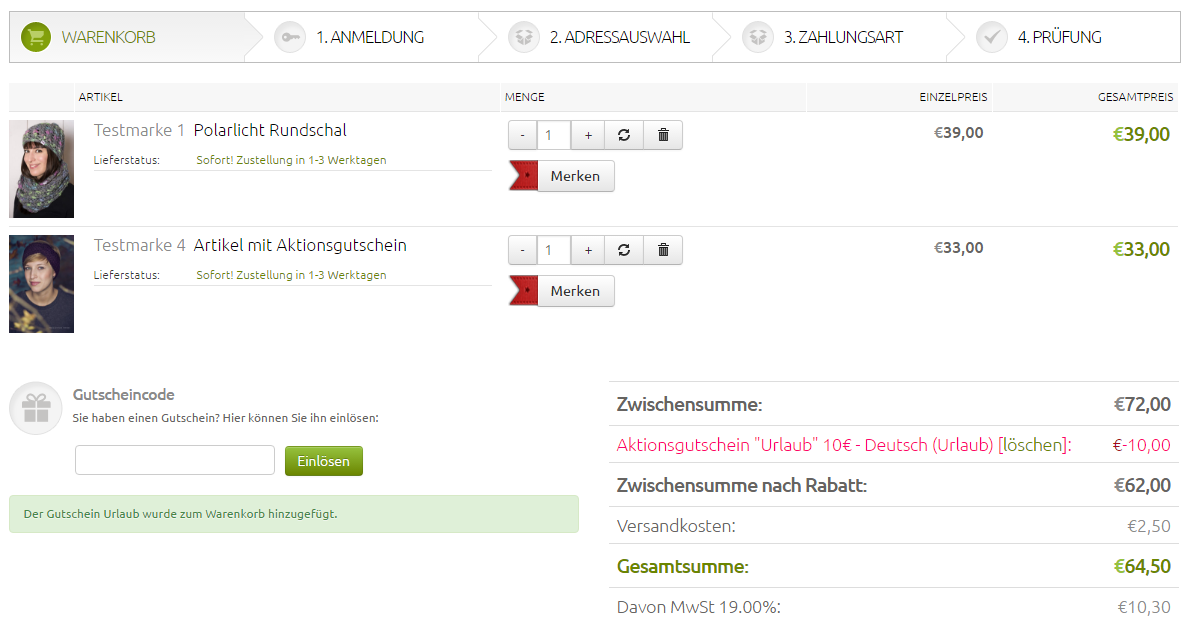 WARENKORB 1. ANMELDUNG 2. ADRESSAUSWAHL 3. ZAHLUNGSART 4. PRÜFUNG
ARTIKEL MENGE EINZELPREIS GESAMTPREIS
Testmarke 1 Polarlicht Rundschal - 1 + €39,00 €39,00
Lieferstatus: Sofort! Zustellung in 1-3 Werktagen
Merken
Testmarke 4 Artikel mit Aktionsgutschein - 1 + €33,00 €33,00
Lieferstatus: Sofort! Zustellung in 1-3 Werktagen
Merken
Gutscheincode
Sie haben einen Gutschein? Hier können Sie ihn einlösen:
Einlösen
Der Gutschein Urlaub wurde zum Warenkorb hinzugefügt.
Zwischensumme: €72,00
Aktionsgutschein "Urlaub" 10€ - Deutsch (Urlaub) [löschen]: €-10,00
Zwischensumme nach Rabatt: €62,00
Versandkosten: €2,50
Gesamtsumme: €64,50
Davon MwSt 19.00%: €10,30